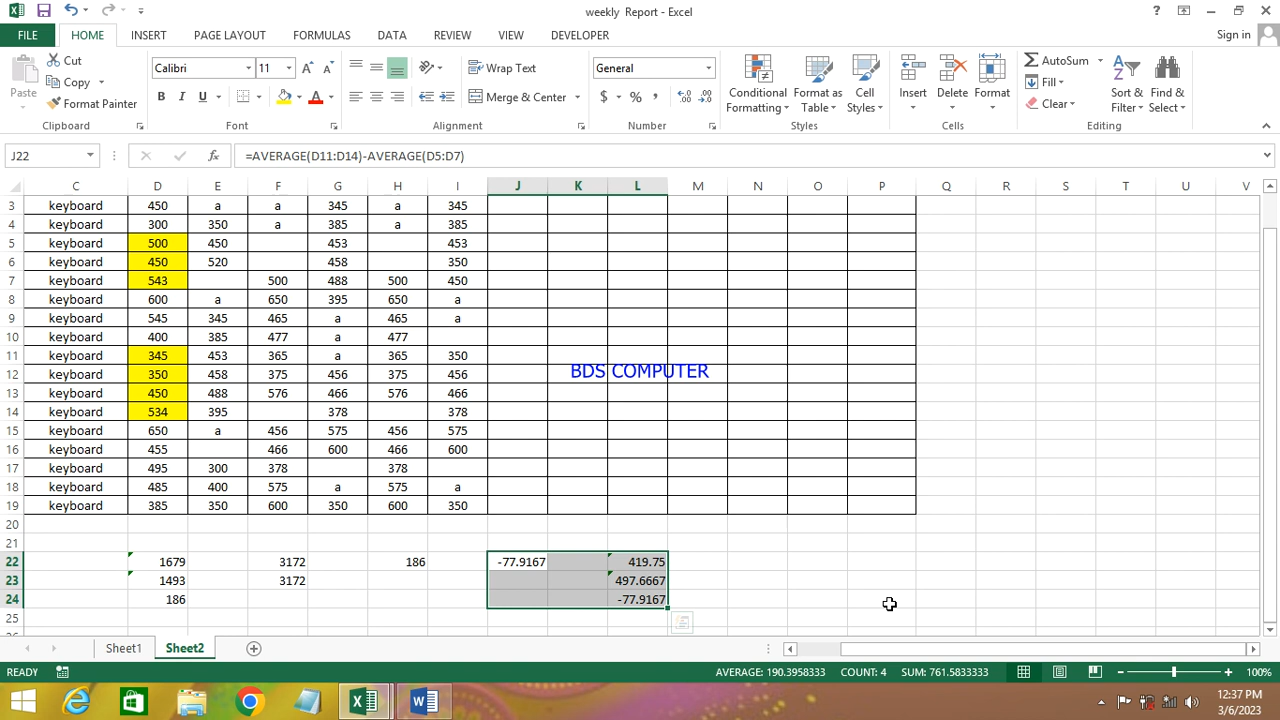 weekly Report - Excel
? Sign in
FILE HOME INSERT PAGE LAYOUT FORMULAS DATA REVIEW VIEW DEVELOPER
Cut
Copy
Format Painter
Paste
Calibri 11
B I U
Wrap Text
Merge & Center
General
$ % ,
Conditional Formatting
Format as Table
Cell Styles
Insert
Delete
Format
AutoSum
Fill
Clear
Sort & Filter
Find & Select
Clipboard Font Alignment Number Styles Cells Editing
J22 fx =AVERAGE(D11:D14)-AVERAGE(D5:D7)
C D E F G H I J K L M N O P Q R S T U V
3 keyboard 450 a a 345 a 345
4 keyboard 300 350 a 385 a 385
5 keyboard 500 450 453 453
6 keyboard 450 520 458 350
7 keyboard 543 500 488 500 450
8 keyboard 600 a 650 395 650 a
9 keyboard 545 345 465 a 465 a
10 keyboard 400 385 477 a 477
11 keyboard 345 453 365 a 365 350
12 keyboard 350 458 375 456 375 456
BDS COMPUTER
13 keyboard 450 488 576 466 576 466
14 keyboard 534 395 378 378
15 keyboard 650 a 456 575 456 575
16 keyboard 455 466 600 466 600
17 keyboard 495 300 378 378
18 keyboard 485 400 575 a 575 a
19 keyboard 385 350 600 350 600 350
20
21
22 1679 3172 186 -77.9167 419.75
23 1493 3172 497.6667
24 186 -77.9167
25
26
Sheet1 Sheet2
READY AVERAGE: 190.3958333 COUNT: 4 SUM: 761.5833333 100%
12:37 PM
3/6/2023